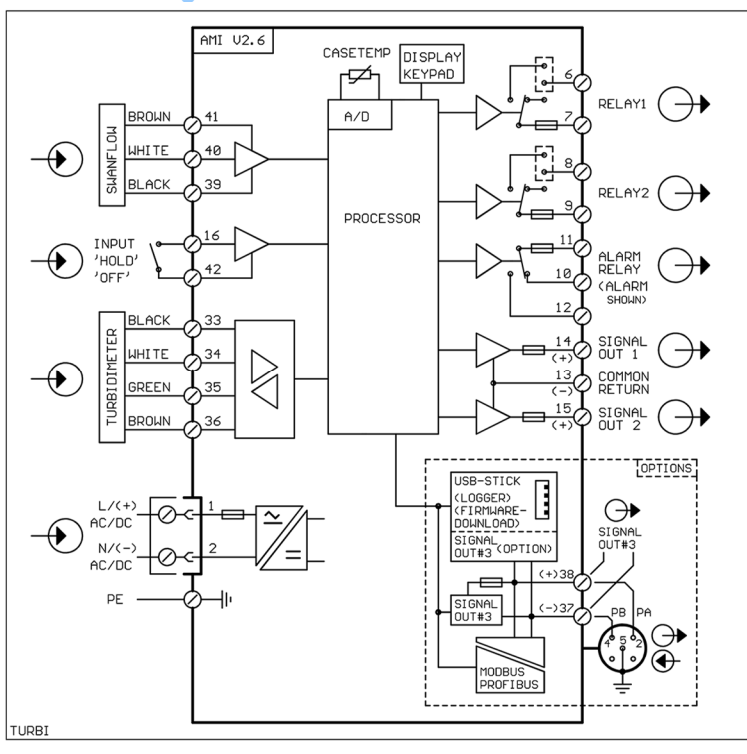 AMI V2.6
CASETEMP
DISPLAY
KEYPAD
A/D
PROCESSOR
SWANFLOW
BROWN 41
WHITE 40
BLACK 39
INPUT
'HOLD'
'OFF'
16
42
TURBIDIMETER
BLACK 33
WHITE 34
GREEN 35
BROWN 36
L/(+)
AC/DC
1
N/(-)
AC/DC
2
PE
6
RELAY1
7
8
RELAY2
9
11
ALARM
RELAY
10
(ALARM
SHOWN)
12
14
(+)
SIGNAL
OUT 1
13
(-)
COMMON
RETURN
15
(+)
SIGNAL
OUT 2
OPTIONS
USB-STICK
(LOGGER)
(FIRMWARE-
DOWNLOAD)
SIGNAL
OUT#3 (OPTION)
SIGNAL
OUT#3
(+)38
(-)37
SIGNAL
OUT#3
PB PA
4 5 2
MODBUS
PROFIBUS
TURBI